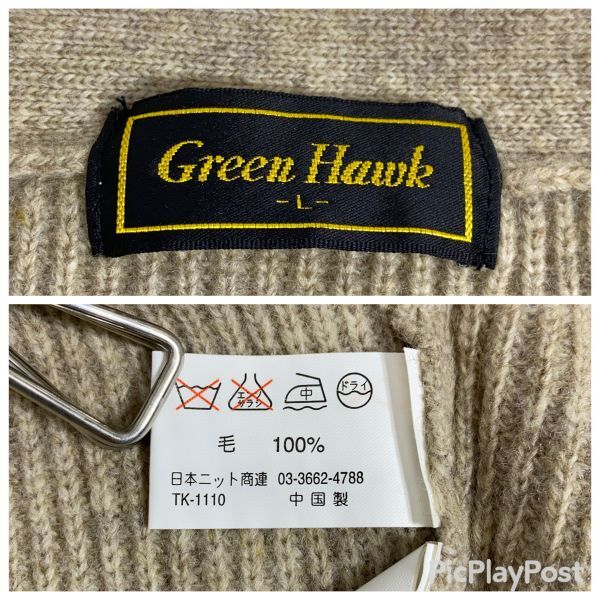 Green Hawk
-L-
エンソ
サラシ
中
ドライ
毛 100%
日本ニット商連 03-3662-4788
TK-1110 中国製
PicPlayPost